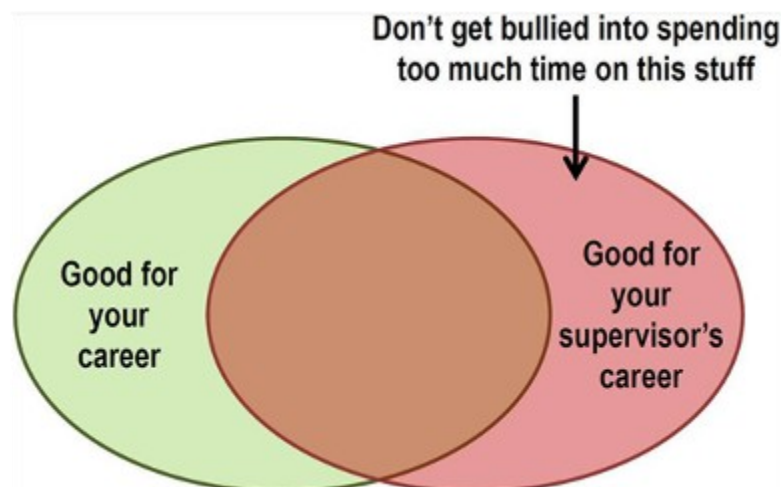 Don't get bullied into spending
too much time on this stuff
Good for
your
career
Good for
your
supervisor's
career